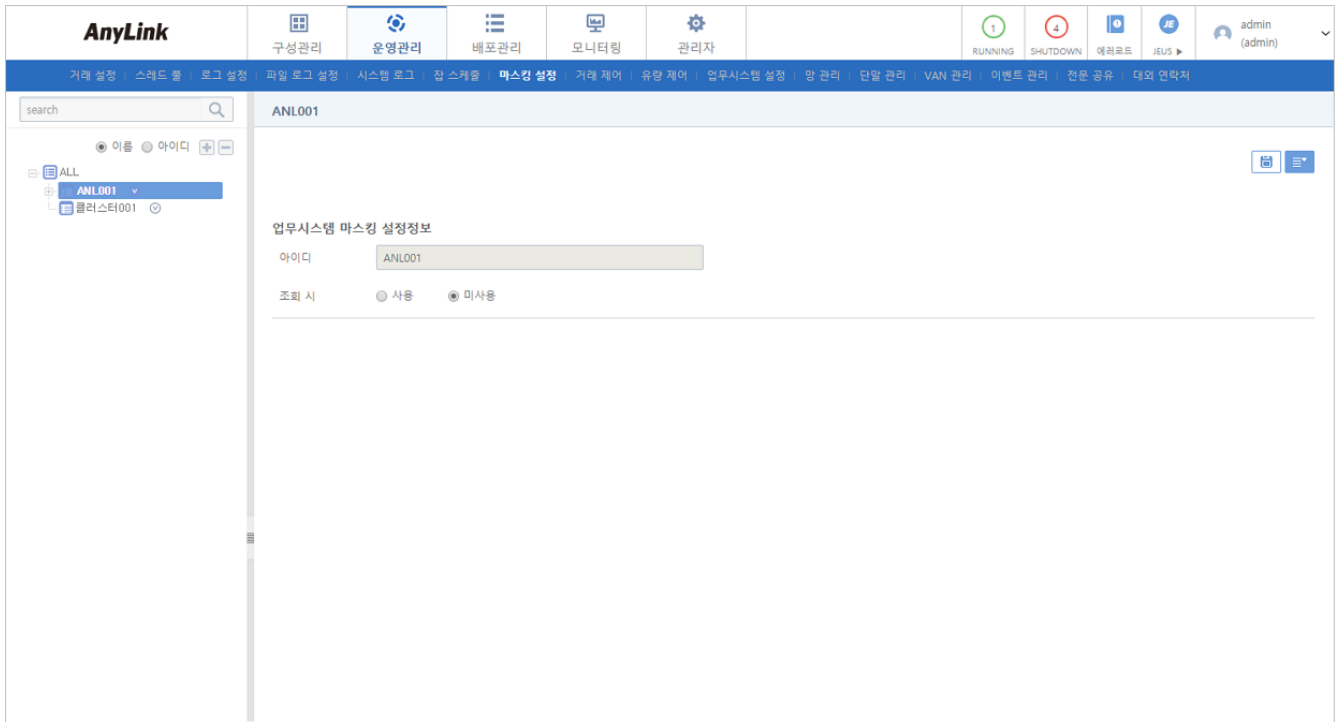 AnyLink
구성관리 운영관리 배포관리 모니터링 관리자
1 RUNNING 4 SHUTDOWN 에러코드 JE JEUS ▶ admin (admin)
거래 설정 | 스레드 풀 | 로그 설정 | 파일 로그 설정 | 시스템 로그 | 잡 스케줄 | 마스킹 설정 | 거래 제어 | 유량 제어 | 업무시스템 설정 | 망 관리 | 단말 관리 | VAN 관리 | 이벤트 관리 | 전문 공유 | 대외 연락처
search
ANL001
이름 아이디
ALL
ANL001
클러스터001
업무시스템 마스킹 설정정보
아이디 ANL001
조회 시 사용 미사용